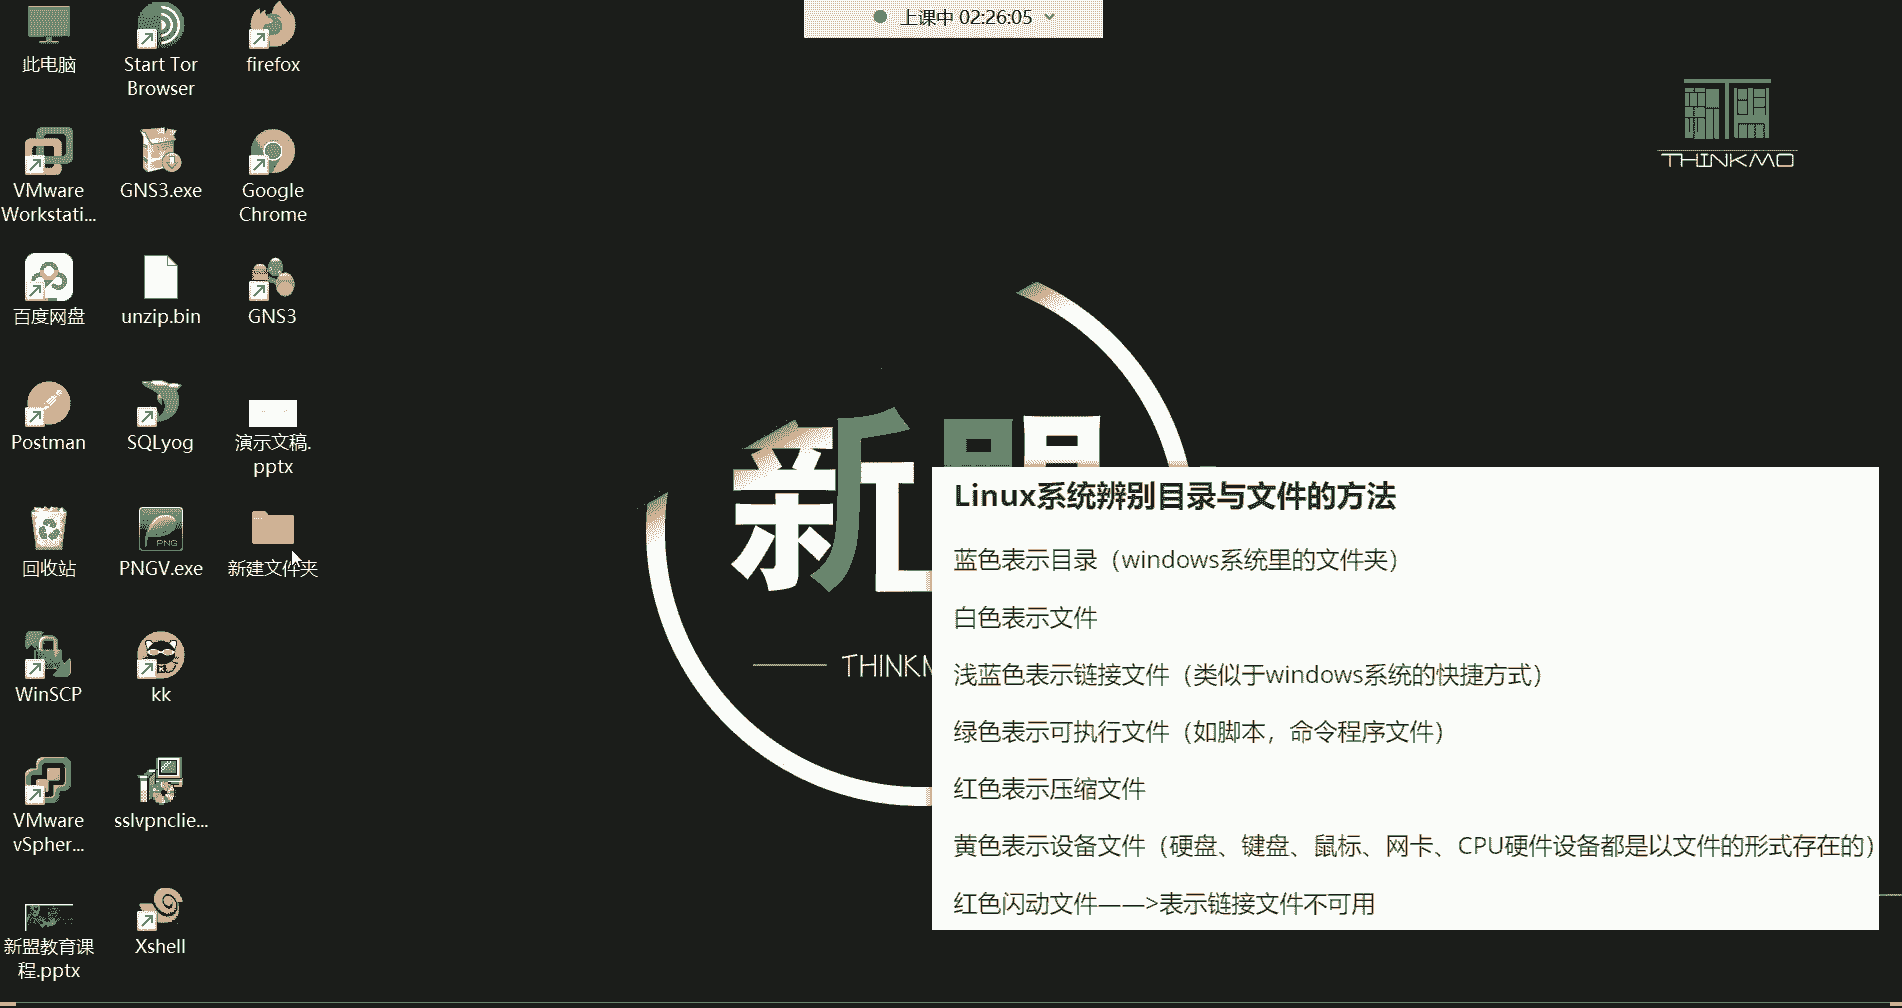 上课中 02:26:05
此电脑
Start Tor
Browser
firefox
THINKMO
VMware
Workstati...
GNS3.exe
Google
Chrome
百度网盘
unzip.bin
GNS3
Postman
SQLyog
演示文稿.
pptx
新盟
回收站
PNG
PNGV.exe
新建文件夹
THINKM
WinSCP
kk
VMware
vSpher...
sslvpnclie...
新盟教育课
程.pptx
Xshell
Linux系统辨别目录与文件的方法
蓝色表示目录（windows系统里的文件夹）
白色表示文件
浅蓝色表示链接文件（类似于windows系统的快捷方式）
绿色表示可执行文件（如脚本，命令程序文件）
红色表示压缩文件
黄色表示设备文件（硬盘、键盘、鼠标、网卡、CPU硬件设备都是以文件的形式存在的）
红色闪动文件——>表示链接文件不可用